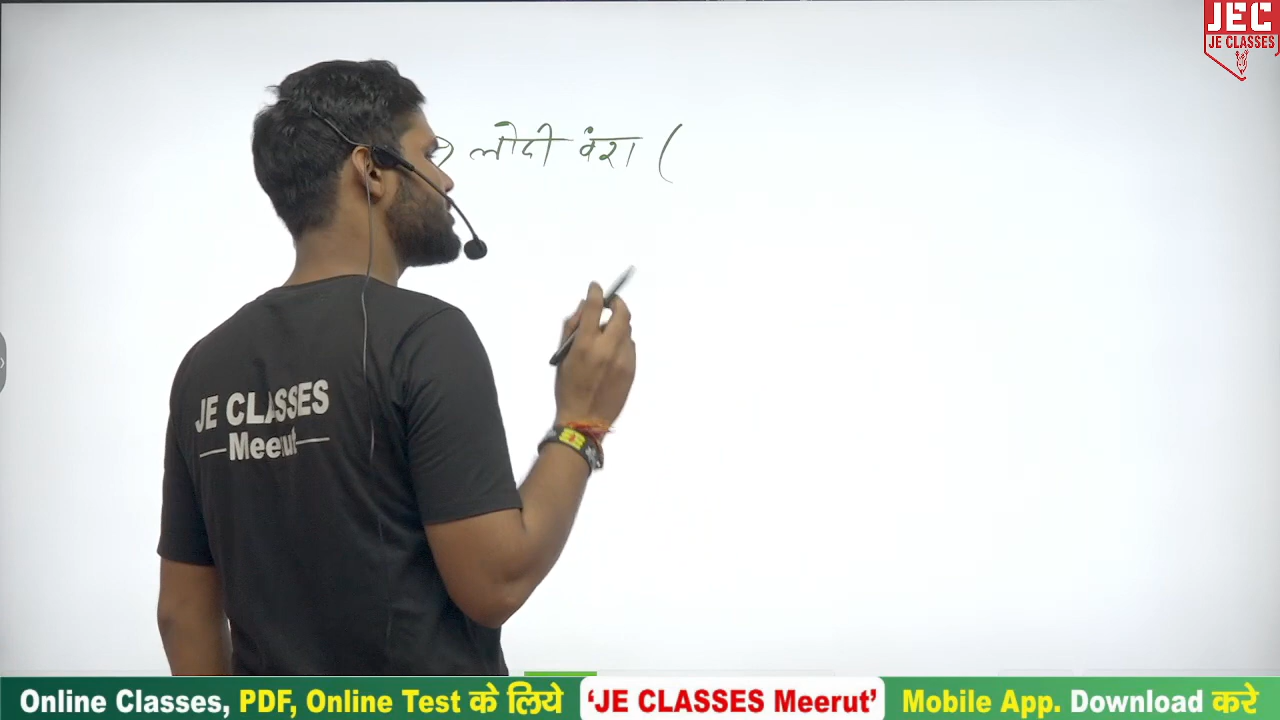 JEC
JE CLASSES
लोदी वंश (
JE CLASSES
Meerut
Online Classes, PDF, Online Test के लिये ‘JE CLASSES Meerut’ Mobile App. Download करे